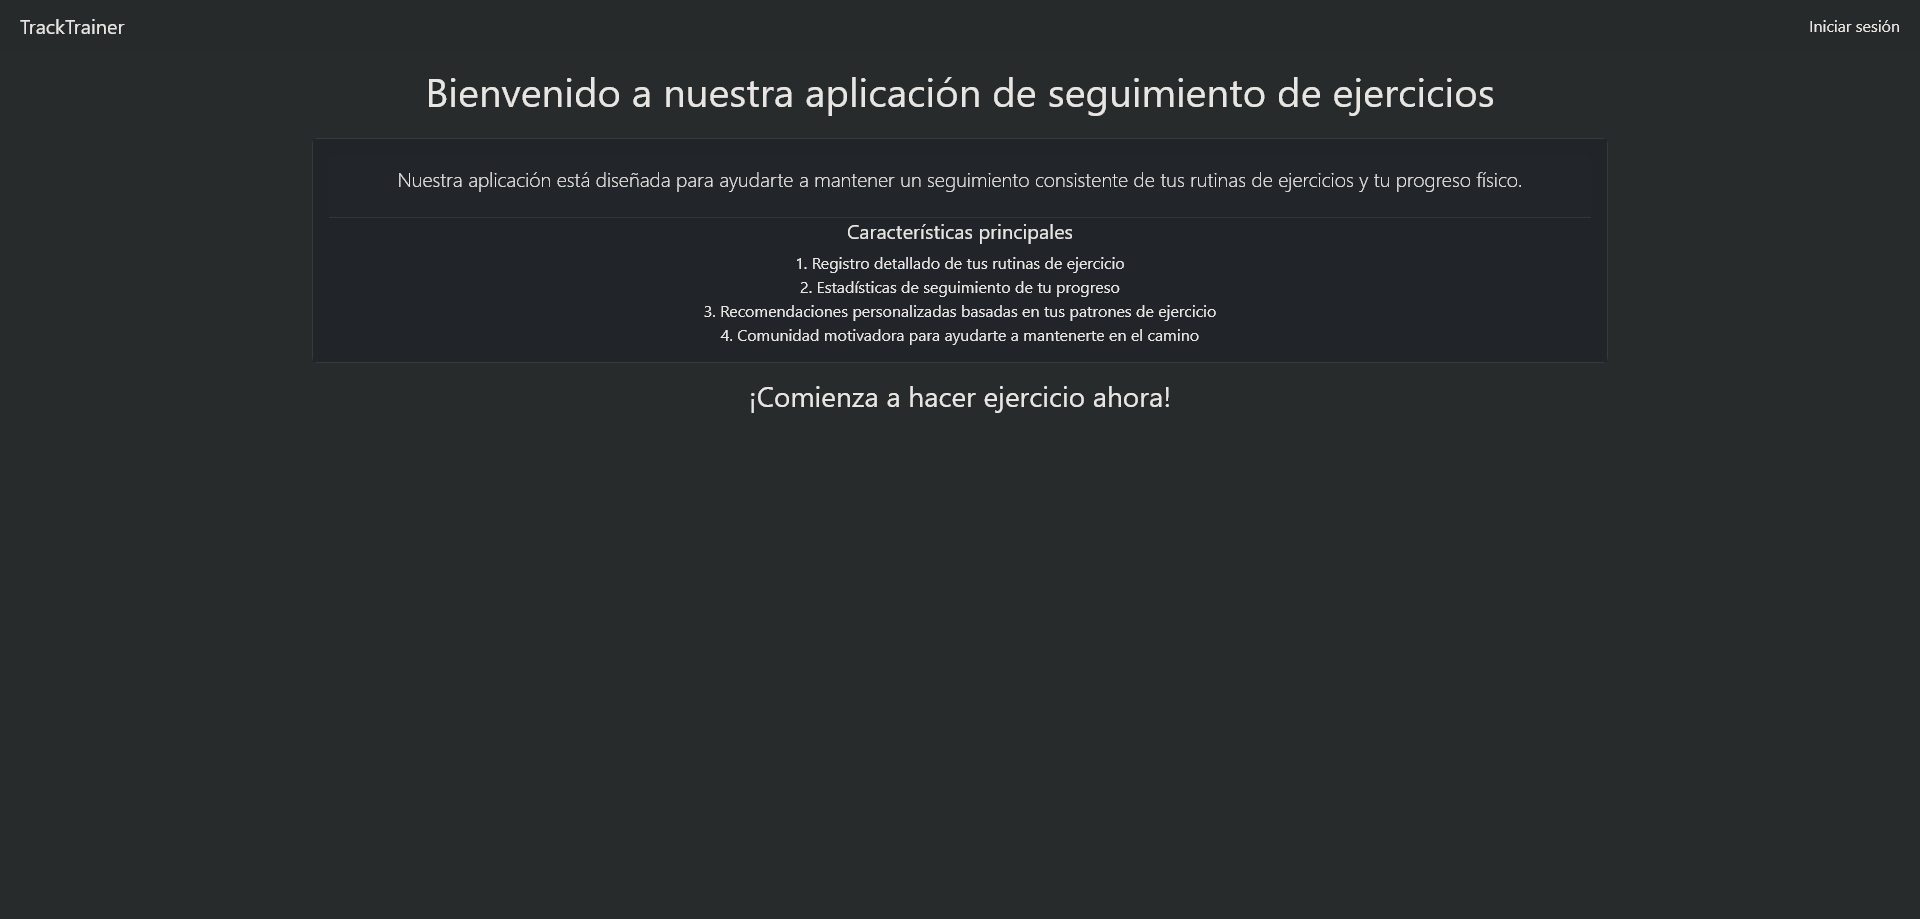 TrackTrainer
Iniciar sesión
Bienvenido a nuestra aplicación de seguimiento de ejercicios
Nuestra aplicación está diseñada para ayudarte a mantener un seguimiento consistente de tus rutinas de ejercicios y tu progreso físico.
Características principales
1. Registro detallado de tus rutinas de ejercicio
2. Estadísticas de seguimiento de tu progreso
3. Recomendaciones personalizadas basadas en tus patrones de ejercicio
4. Comunidad motivadora para ayudarte a mantenerte en el camino
¡Comienza a hacer ejercicio ahora!